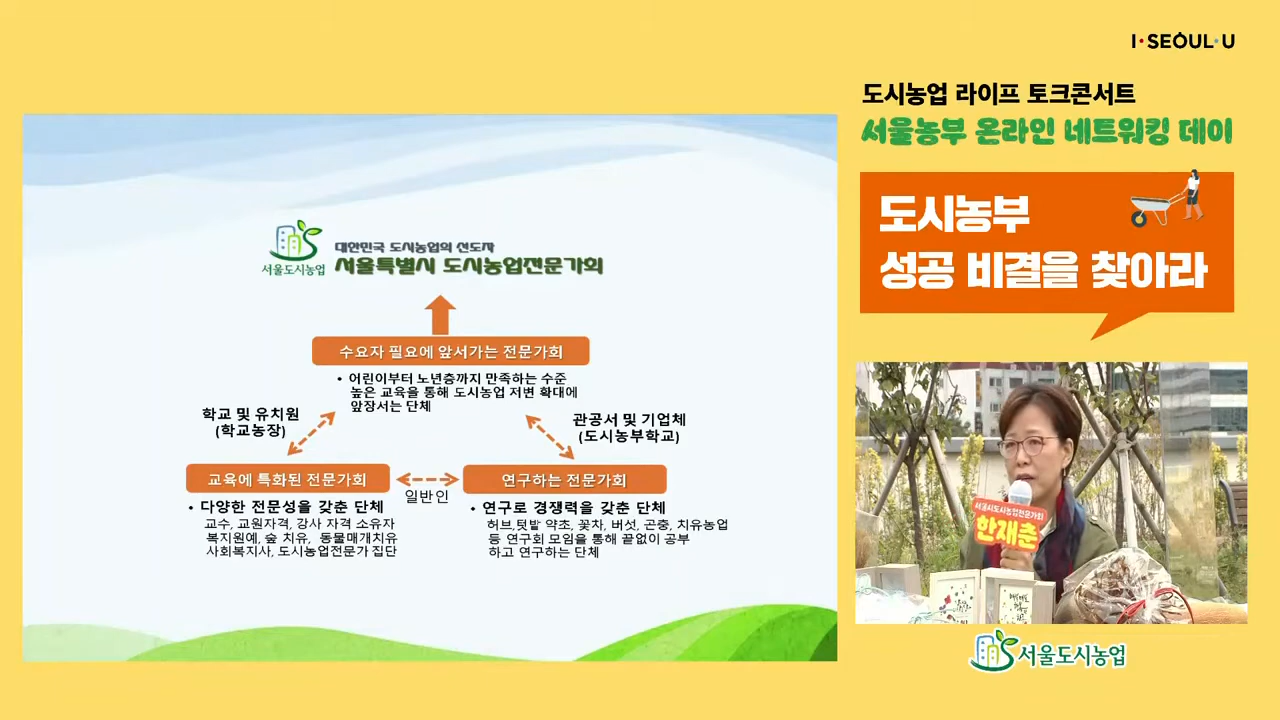 I·SEOUL·U
도시농업 라이프 토크콘서트
서울농부 온라인 네트워킹 데이
도시농부
성공 비결을 찾아라
서울도시농업
대한민국 도시농업의 선도자
서울특별시 도시농업전문가회
수요자 필요에 앞서가는 전문가회
• 어린이부터 노년층까지 만족하는 수준
높은 교육을 통해 도시농업 저변 확대에
앞장서는 단체
학교 및 유치원
(학교농장)
관공서 및 기업체
(도시농부학교)
교육에 특화된 전문가회
일반인
연구하는 전문가회
• 다양한 전문성을 갖춘 단체
교수, 교원자격, 강사 자격 소유자
복지원예, 숲 치유, 동물매개치유
사회복지사, 도시농업전문가 집단
• 연구로 경쟁력을 갖춘 단체
허브,텃밭 약초, 꽃차, 버섯, 곤충, 치유농업
등 연구회 모임을 통해 끝없이 공부
하고 연구하는 단체
서울시도시농업전문가회
한재춘
서울도시농업